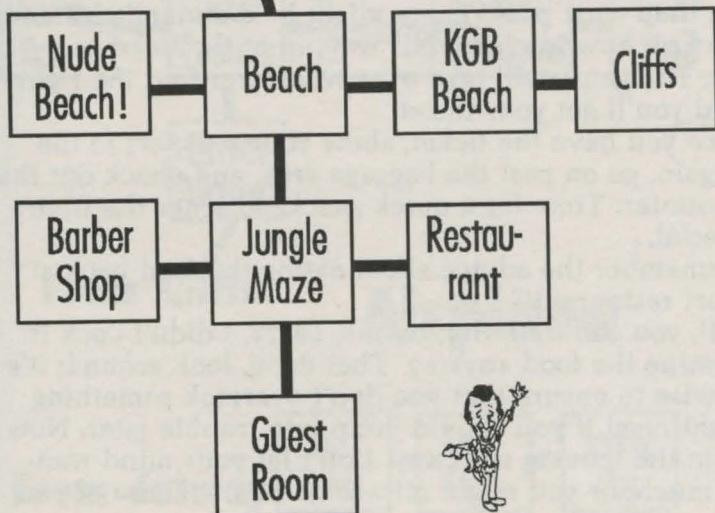 Nude
Beach!
Beach
KGB
Beach
Cliffs
Barber
Shop
Jungle
Maze
Restau-
rant
Guest
Room